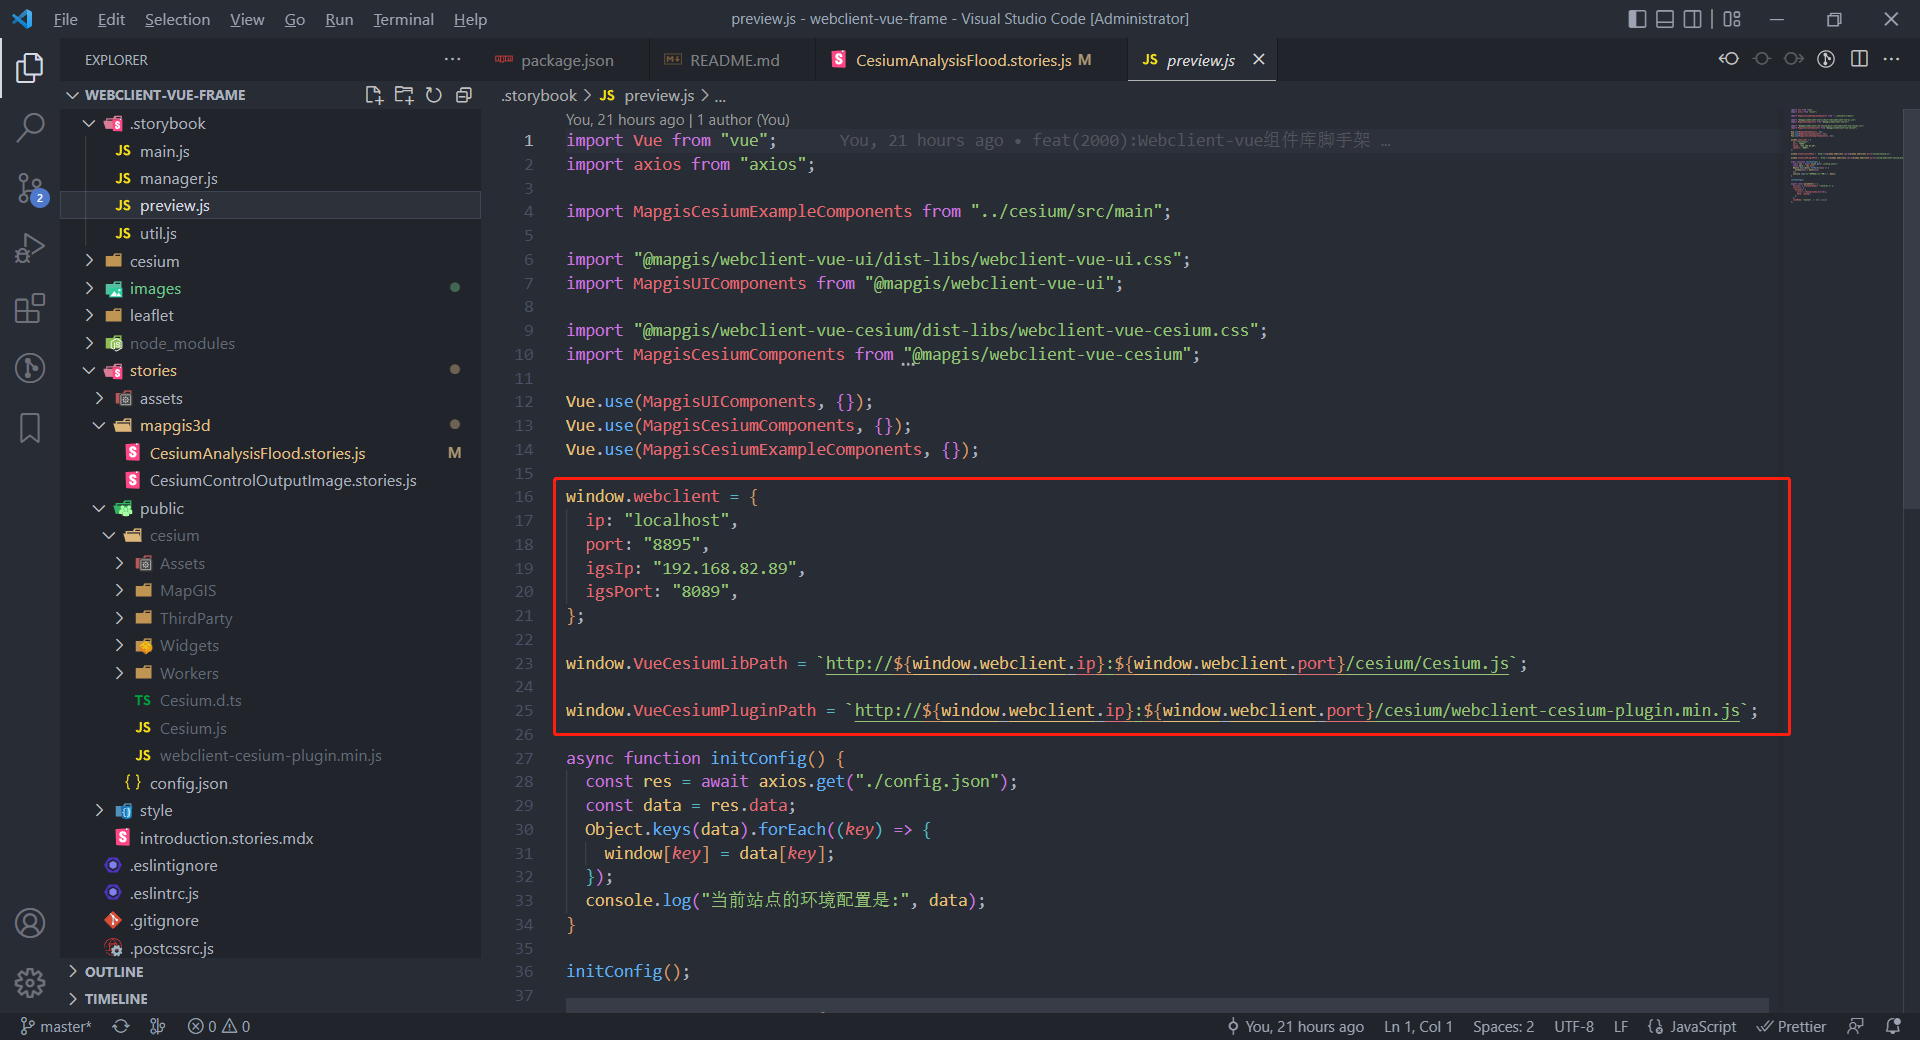 File Edit Selection View Go Run Terminal Help
preview.js - webclient-vue-frame - Visual Studio Code [Administrator]
EXPLORER
package.json
README.md
CesiumAnalysisFlood.stories.js M
JS preview.js
WEBCLIENT-VUE-FRAME
.storybook
JS main.js
JS manager.js
JS preview.js
JS util.js
cesium
images
leaflet
node_modules
stories
assets
mapgis3d
CesiumAnalysisFlood.stories.js M
CesiumControlOutputImage.stories.js
public
cesium
Assets
MapGIS
ThirdParty
Widgets
Workers
TS Cesium.d.ts
JS Cesium.js
JS webclient-cesium-plugin.min.js
{} config.json
style
introduction.stories.mdx
.eslintignore
.eslintrc.js
.gitignore
.postcssrc.js
OUTLINE
TIMELINE
2
.storybook > JS preview.js > ...
You, 21 hours ago | 1 author (You)
1 import Vue from "vue"; You, 21 hours ago • feat(2000):Webclient-vue组件库脚手架 …
2 import axios from "axios";
3
4 import MapgisCesiumExampleComponents from "../cesium/src/main";
5
6 import "@mapgis/webclient-vue-ui/dist-libs/webclient-vue-ui.css";
7 import MapgisUIComponents from "@mapgis/webclient-vue-ui";
8
9 import "@mapgis/webclient-vue-cesium/dist-libs/webclient-vue-cesium.css";
10 import MapgisCesiumComponents from "@mapgis/webclient-vue-cesium";
11
12 Vue.use(MapgisUIComponents, {});
13 Vue.use(MapgisCesiumComponents, {});
14 Vue.use(MapgisCesiumExampleComponents, {});
15
16 window.webclient = {
17 ip: "localhost",
18 port: "8895",
19 igsIp: "192.168.82.89",
20 igsPort: "8089",
21 };
22
23 window.VueCesiumLibPath = `http://${window.webclient.ip}:${window.webclient.port}/cesium/Cesium.js`;
24
25 window.VueCesiumPluginPath = `http://${window.webclient.ip}:${window.webclient.port}/cesium/webclient-cesium-plugin.min.js`;
26
27 async function initConfig() {
28 const res = await axios.get("./config.json");
29 const data = res.data;
30 Object.keys(data).forEach((key) => {
31 window[key] = data[key];
32 });
33 console.log("当前站点的环境配置是:", data);
34 }
35
36 initConfig();
37
master* 0 0
You, 21 hours ago Ln 1, Col 1 Spaces: 2 UTF-8 LF JavaScript Prettier